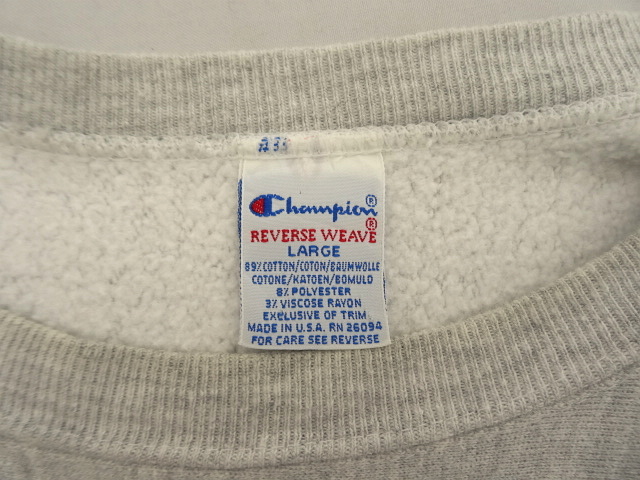 #33
Champion®
REVERSE WEAVE®
LARGE
89% COTTON/COTON/BAUMWOLLE
COTONE/KATOEN/BOMULD
8% POLYESTER
3% VISCOSE RAYON
EXCLUSIVE OF TRIM
MADE IN U.S.A. RN 26094
FOR CARE SEE REVERSE